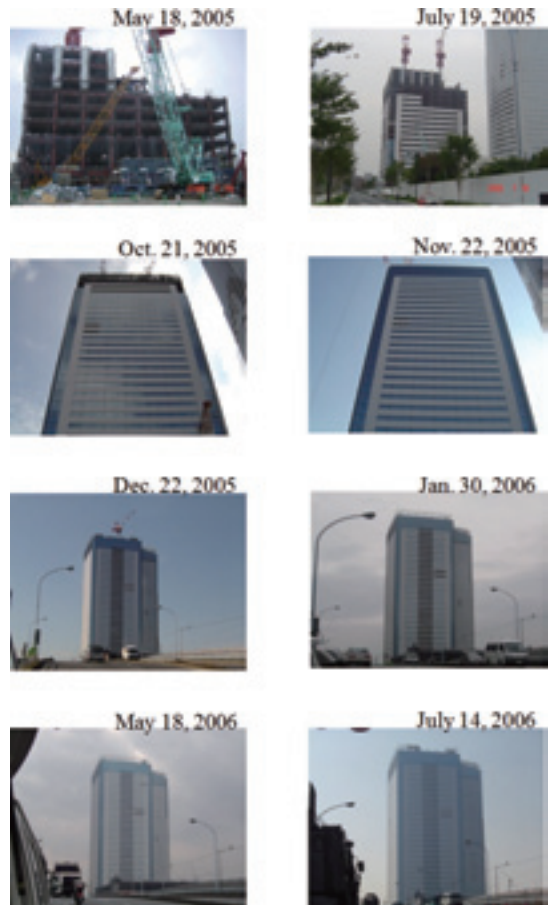 May 18, 2005
July 19, 2005
Oct. 21, 2005
Nov. 22, 2005
Dec. 22, 2005
Jan. 30, 2006
May 18, 2006
July 14, 2006